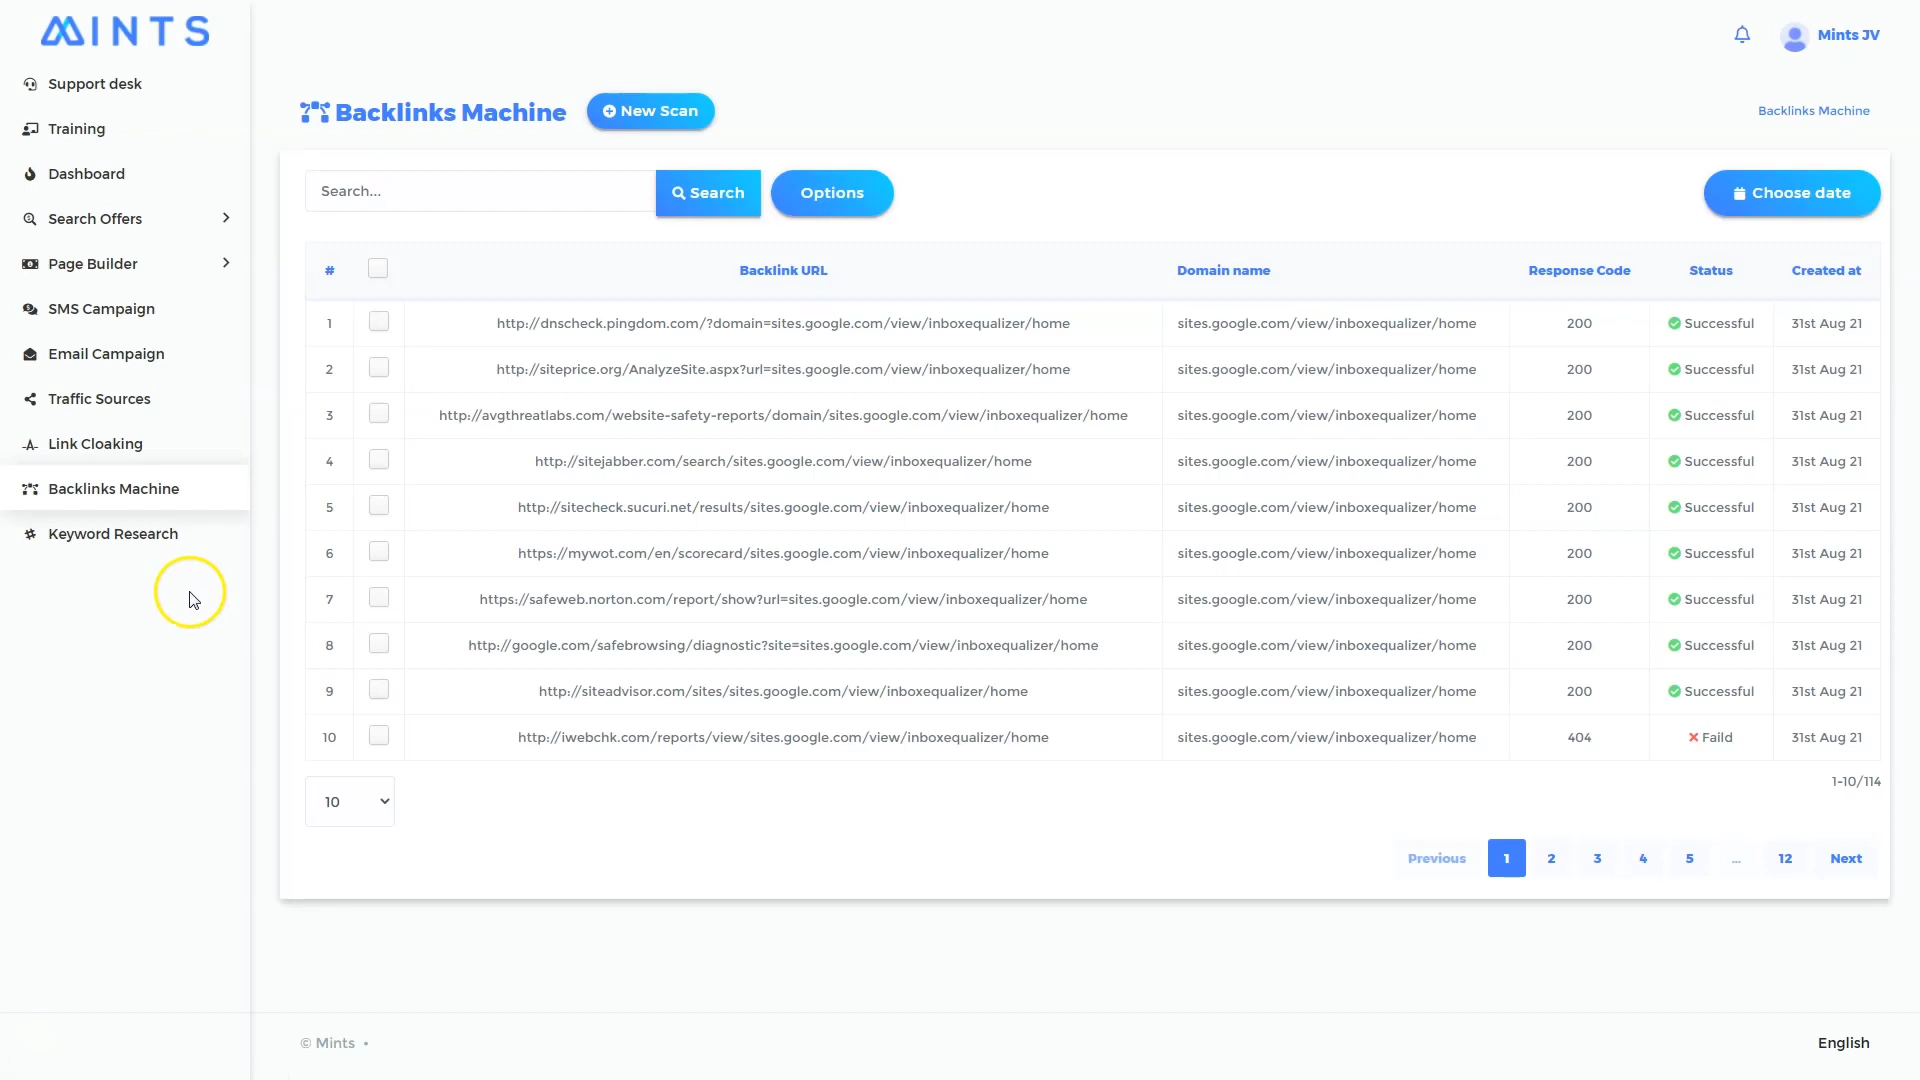 MINTS
Mints JV
Support desk
Training
Dashboard
Search Offers
Page Builder
SMS Campaign
Email Campaign
Traffic Sources
Link Cloaking
Backlinks Machine
Keyword Research
Backlinks Machine New Scan Backlinks Machine
Search... Search Options Choose date
# Backlink URL Domain name Response Code Status Created at
1 http://dnscheck.pingdom.com/?domain=sites.google.com/view/inboxequalizer/home sites.google.com/view/inboxequalizer/home 200 Successful 31st Aug 21
2 http://siteprice.org/AnalyzeSite.aspx?url=sites.google.com/view/inboxequalizer/home sites.google.com/view/inboxequalizer/home 200 Successful 31st Aug 21
3 http://avgthreatlabs.com/website-safety-reports/domain/sites.google.com/view/inboxequalizer/home sites.google.com/view/inboxequalizer/home 200 Successful 31st Aug 21
4 http://sitejabber.com/search/sites.google.com/view/inboxequalizer/home sites.google.com/view/inboxequalizer/home 200 Successful 31st Aug 21
5 http://sitecheck.sucuri.net/results/sites.google.com/view/inboxequalizer/home sites.google.com/view/inboxequalizer/home 200 Successful 31st Aug 21
6 https://mywot.com/en/scorecard/sites.google.com/view/inboxequalizer/home sites.google.com/view/inboxequalizer/home 200 Successful 31st Aug 21
7 https://safeweb.norton.com/report/show?url=sites.google.com/view/inboxequalizer/home sites.google.com/view/inboxequalizer/home 200 Successful 31st Aug 21
8 http://google.com/safebrowsing/diagnostic?site=sites.google.com/view/inboxequalizer/home sites.google.com/view/inboxequalizer/home 200 Successful 31st Aug 21
9 http://siteadvisor.com/sites/sites.google.com/view/inboxequalizer/home sites.google.com/view/inboxequalizer/home 200 Successful 31st Aug 21
10 http://iwebchk.com/reports/view/sites.google.com/view/inboxequalizer/home sites.google.com/view/inboxequalizer/home 404 Faild 31st Aug 21
1-10/114
10
Previous 1 2 3 4 5 ... 12 Next
© Mints • English